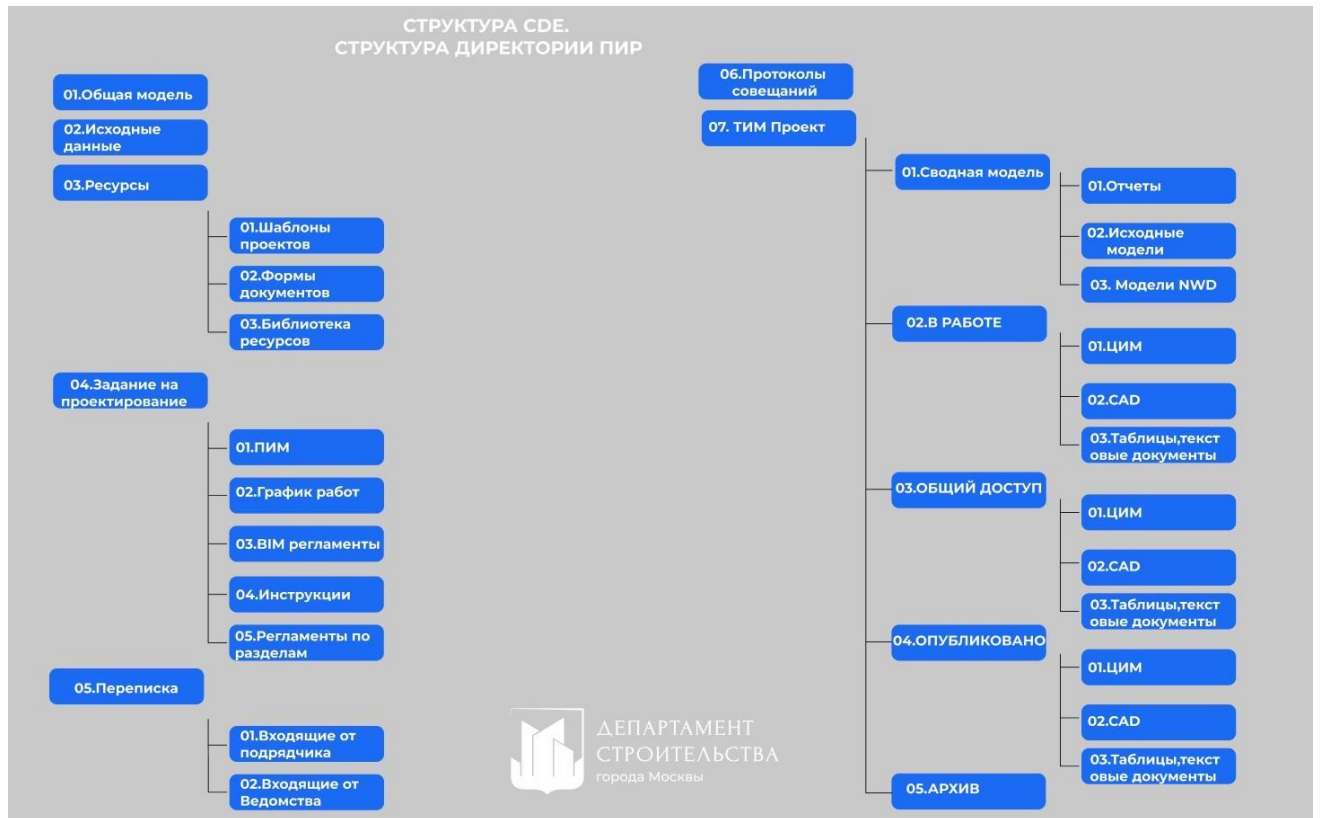 СТРУКТУРА CDE.
СТРУКТУРА ДИРЕКТОРИИ ПИР
01.Общая модель
02.Исходные
данные
03.Ресурсы
01.Шаблоны
проектов
02.Формы
документов
03.Библиотека
ресурсов
04.Задание на
проектирование
01.ПИМ
02.График работ
03.BIM регламенты
04.Инструкции
05.Регламенты по
разделам
05.Переписка
01.Входящие от
подрядчика
02.Входящие от
Ведомства
06.Протоколы
совещаний
07. ТИМ Проект
01.Сводная модель
01.Отчеты
02.Исходные
модели
03. Модели NWD
02.В РАБОТЕ
01.ЦИМ
02.CAD
03.Таблицы,текст
овые документы
03.ОБЩИЙ ДОСТУП
01.ЦИМ
02.CAD
03.Таблицы,текст
овые документы
04.ОПУБЛИКОВАНО
01.ЦИМ
02.CAD
03.Таблицы,текст
овые документы
05.АРХИВ
ДЕПАРТАМЕНТ
СТРОИТЕЛЬСТВА
города Москвы